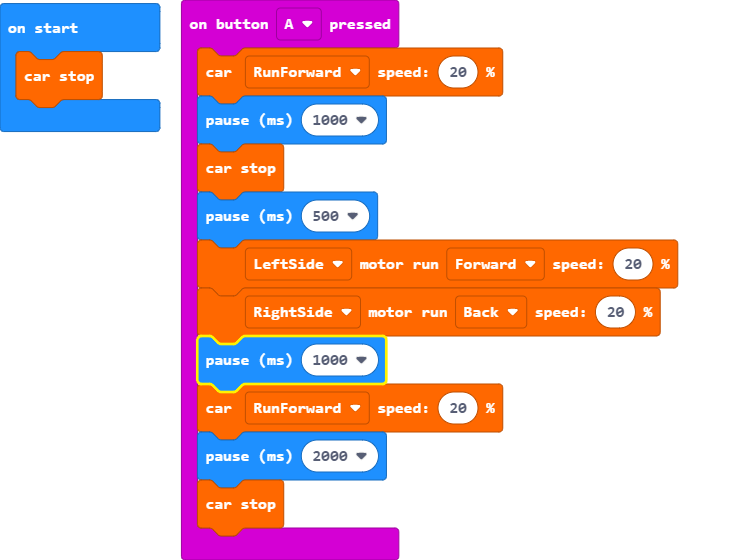 on start
car stop
on button A pressed
car RunForward speed: 20 %
pause (ms) 1000
car stop
pause (ms) 500
LeftSide motor run Forward speed: 20 %
RightSide motor run Back speed: 20 %
pause (ms) 1000
car RunForward speed: 20 %
pause (ms) 2000
car stop